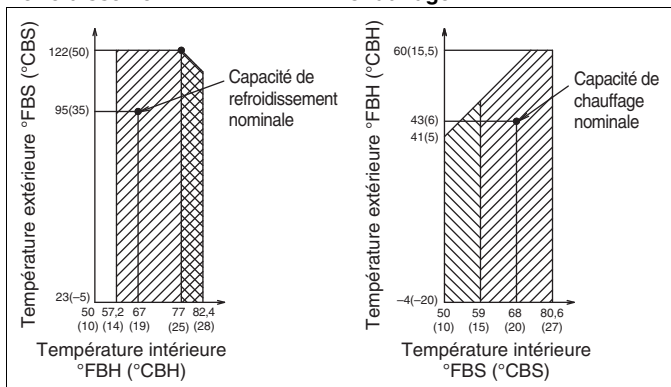 Température extérieure °FBS (°CBS)
122(50)
95(35)
23(–5)
50 57,2 67 77 82,4
(10) (14) (19) (25) (28)
Température intérieure
°FBH (°CBH)
Capacité de
refroidissement
nominale
Température extérieure °FBH (°CBH)
60(15,5)
43(6)
41(5)
–4(–20)
50 59 68 80,6
(10) (15) (20) (27)
Température intérieure
°FBS (°CBS)
Capacité de
chauffage
nominale